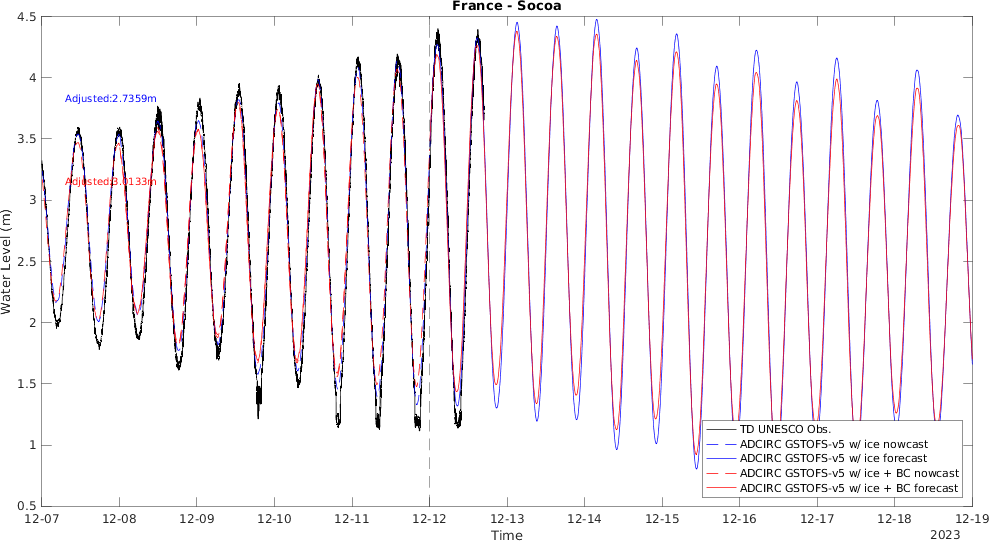 France - Socoa
4.5
4
3.5
3
2.5
2
1.5
1
0.5
Water Level (m)
Adjusted:2.7359m
Adjusted:3.0133m
TD UNESCO Obs.
ADCIRC GSTOFS-v5 w/ ice nowcast
ADCIRC GSTOFS-v5 w/ ice forecast
ADCIRC GSTOFS-v5 w/ ice + BC nowcast
ADCIRC GSTOFS-v5 w/ ice + BC forecast
12-07 12-08 12-09 12-10 12-11 12-12 12-13 12-14 12-15 12-16 12-17 12-18 12-19
Time
2023